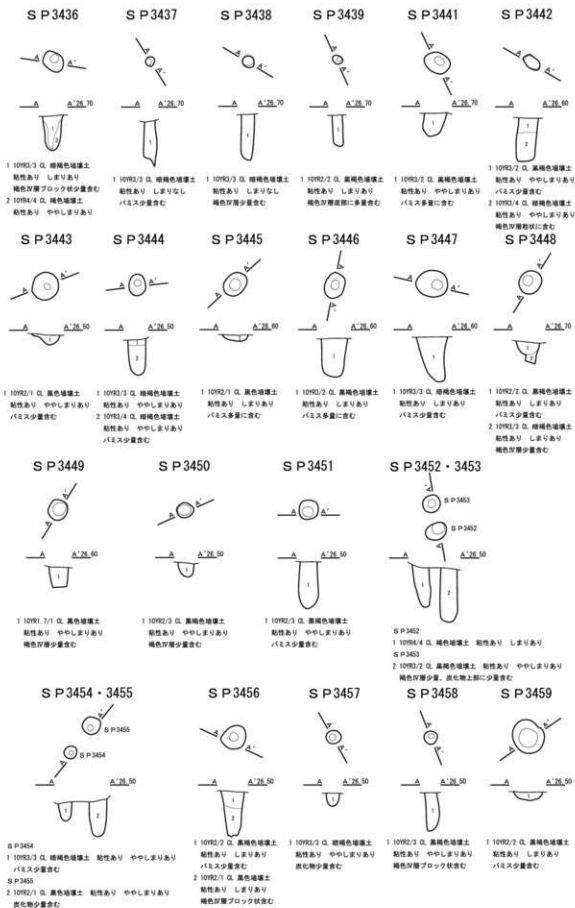 SP3436
A A'
A A'26.70
1
2
1 10YR3/3 CL 暗褐色埴壌土
粘性あり しまりあり
褐色Ⅳ層ブロック状少量含む
2 10YR4/4 CL 褐色埴壌土
粘性あり ややしまりあり
SP3437
A A'
A A'26.70
1
1 10YR3/3 CL 暗褐色埴壌土
粘性あり しまりなし
パミス少量含む
SP3438
A A'
A A'26.70
1
1 10YR3/3 CL 暗褐色埴壌土
粘性あり しまりなし
褐色Ⅳ層少量含む
SP3439
A A'
A A'26.70
1
1 10YR2/2 CL 黒褐色埴壌土
粘性あり しまりあり
褐色Ⅳ層底部に多量含む
SP3441
A A'
A A'26.70
1
1 10YR3/2 CL 黒褐色埴壌土
粘性あり ややしまりあり
パミス多量に含む
SP3442
A A'
A A'26.70
1
2
1 10YR3/2 CL 黒褐色埴壌土
粘性あり ややしまりあり
パミス少量含む
2 10YR3/4 CL 暗褐色埴壌土
粘性あり ややしまりあり
褐色Ⅳ層粒状に含む
SP3443
A A'
A A'26.50
1
1 10YR2/1 CL 黒色埴壌土
粘性あり ややしまりあり
パミス少量含む
SP3444
A A'
A A'26.50
1
2
1 10YR3/3 CL 暗褐色埴壌土
粘性あり ややしまりあり
2 10YR3/4 CL 暗褐色埴壌土
粘性あり ややしまりあり
パミス少量含む
SP3445
A A'
A A'26.60
1
1 10YR2/1 CL 黒色埴壌土
粘性あり しまりあり
パミス多量に含む
SP3446
A A'
A A'26.60
1
1 10YR3/2 CL 黒褐色埴壌土
粘性あり しまりあり
パミス多量に含む
SP3447
A A'
A A'26.60
1
1 10YR3/3 CL 暗褐色埴壌土
粘性あり しまりあり
パミス少量含む
SP3448
A A'
A A'26.70
1
2
1 10YR2/2 CL 黒褐色埴壌土
粘性あり しまりあり
パミス少量含む
2 10YR3/3 CL 暗褐色埴壌土
粘性あり しまりあり
褐色Ⅳ層少量含む
SP3449
A A'
A A'26.60
1
1 10YR1.7/1 CL 黒色埴壌土
粘性あり ややしまりあり
褐色Ⅳ層少量含む
SP3450
A A'
A A'26.50
1
1 10YR2/3 CL 黒褐色埴壌土
粘性あり ややしまりあり
褐色Ⅳ層少量含む
SP3451
A A'
A A'26.50
1
1 10YR2/3 CL 黒褐色埴壌土
粘性あり ややしまりあり
パミス少量含む
SP3452・3453
SP3453
SP3452
A A'26.50
1
2
SP3452
1 10YR4/4 CL 褐色埴壌土 粘性あり しまりあり
SP3453
2 10YR3/2 CL 黒褐色埴壌土 粘性あり ややしまりあり
褐色Ⅳ層少量、炭化物上部に少量含む
SP3454・3455
A'
SP3455
SP3454
A
A A'26.50
1
2
SP3454
1 10YR3/3 CL 暗褐色埴壌土 粘性あり ややしまりあり
パミス少量含む
SP3455
2 10YR2/1 CL 黒色埴壌土 粘性あり ややしまりあり
炭化物少量含む
SP3456
A A'
A A'26.50
1
2
1 10YR2/2 CL 黒褐色埴壌土
粘性あり しまりあり
パミス少量含む
2 10YR2/1 CL 黒色埴壌土
粘性あり しまりあり
褐色Ⅳ層ブロック状含む
SP3457
A A'
A A'26.50
1
1 10YR3/3 CL 暗褐色埴壌土
粘性あり ややしまりあり
炭化物少量含む
SP3458
A A'
A A'26.50
1
1 10YR2/3 CL 黒褐色埴壌土
粘性あり しまりあり
褐色Ⅳ層ブロック状含む
SP3459
A A'
A A'26.50
1
1 10YR2/2 CL 黒褐色埴壌土
粘性あり しまりあり
パミス少量含む